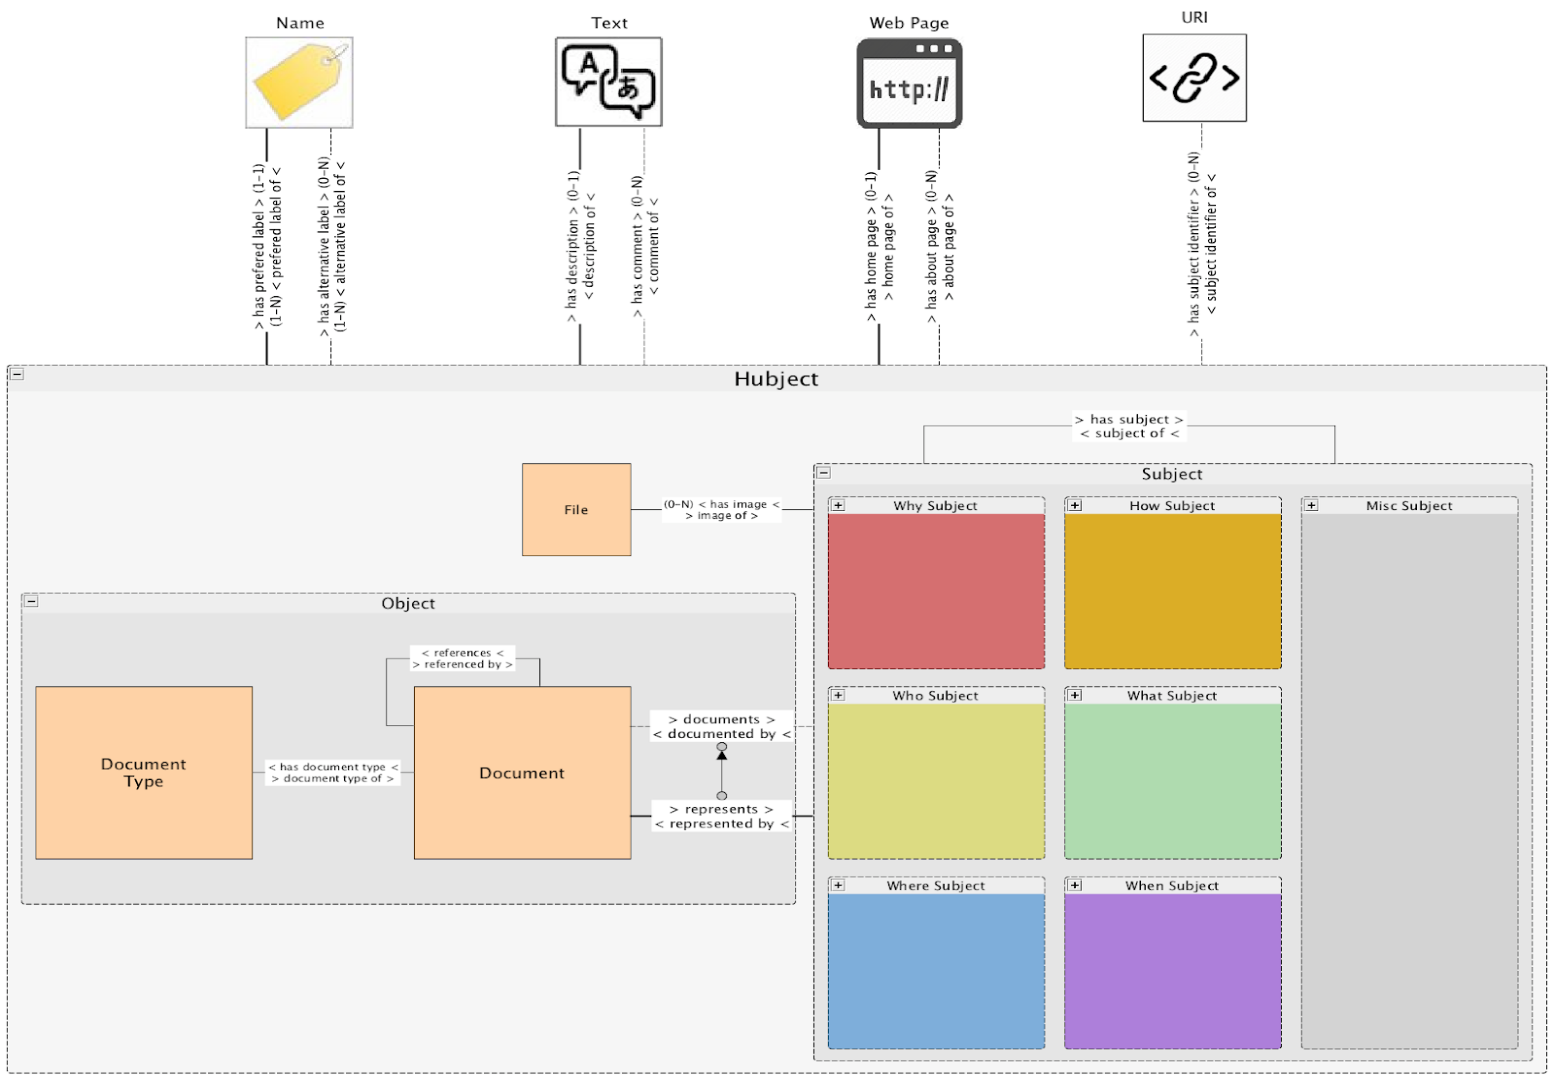 Name
Text
Web Page
URI
A
あ
http://
< >
> has prefered label > (1-1)
(1-N) < prefered label of <
> has alternative label > (0-N)
(1-N) < alternative label of <
> has description > (0-1)
< description of <
> has comment > (0-N)
< comment of <
> has home page > (0-1)
> home page of >
> has about page > (0-N)
> about page of >
> has subject identifier > (0-N)
< subject identifier of <
Hubject
> has subject >
< subject of <
Subject
File
(0-N) < has image <
> image of >
Why Subject
How Subject
Misc Subject
Object
< references <
> referenced by >
Document
Type
< has document type <
> document type of >
Document
> documents >
< documented by <
> represents >
< represented by <
Who Subject
What Subject
Where Subject
When Subject